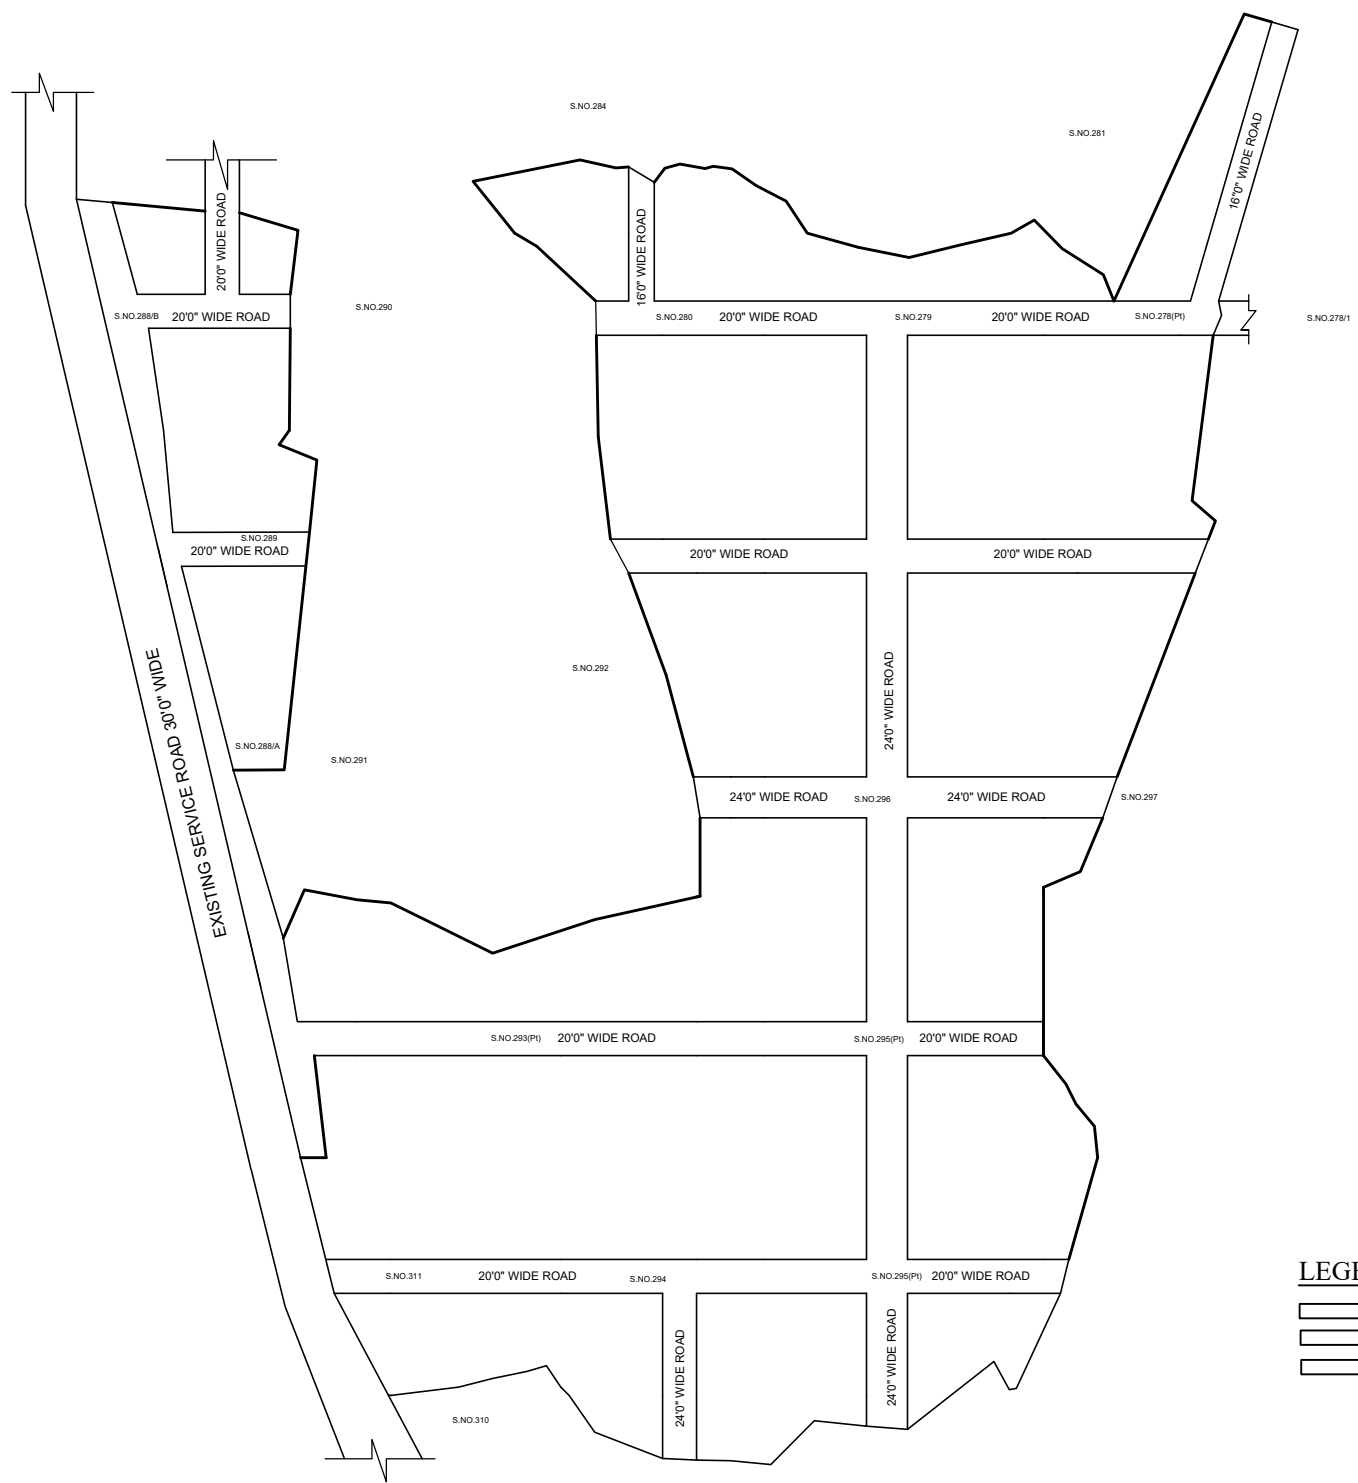 S.NO.284
S.NO.281
16"0" WIDE ROAD
20'0" WIDE ROAD
16'0" WIDE ROAD
S.NO.290
S.NO.288/B
20'0" WIDE ROAD
S.NO.280
20'0" WIDE ROAD
S.NO.279
20'0" WIDE ROAD
S.NO.278(Pt)
S.NO.278/1
S.NO.289
20'0" WIDE ROAD
20'0" WIDE ROAD
20'0" WIDE ROAD
S.NO.292
24'0" WIDE ROAD
EXISTING SERVICE ROAD 30'0" WIDE
S.NO.288/A
S.NO.291
24'0" WIDE ROAD
S.NO.296
24'0" WIDE ROAD
S.NO.297
S.NO.293(Pt)
20'0" WIDE ROAD
S.NO.295(Pt)
20'0" WIDE ROAD
S.NO.311
20'0" WIDE ROAD
S.NO.294
S.NO.295(Pt)
20'0" WIDE ROAD
LEGE
24'0" WIDE ROAD
24'0" WIDE ROAD
S.NO.310